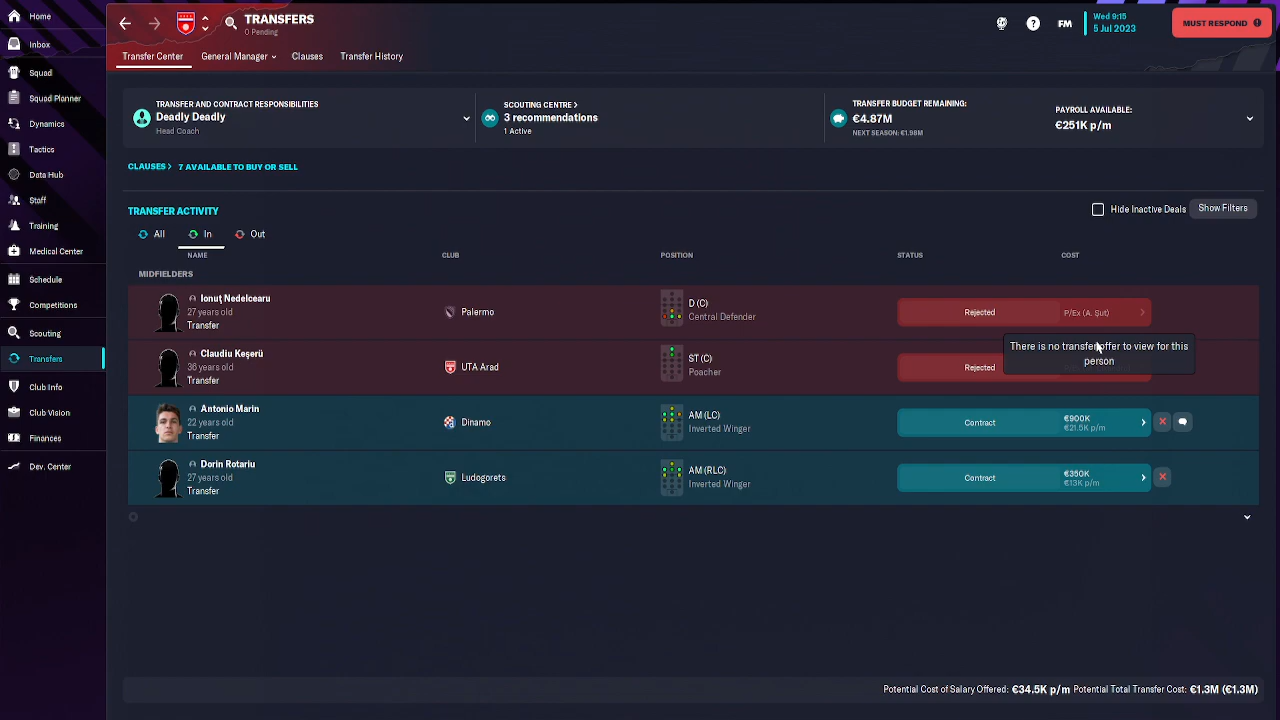 Home
Inbox
Squad
Squad Planner
Dynamics
Tactics
Data Hub
Staff
Training
Medical Center
Schedule
Competitions
Scouting
Transfers
Club Info
Club Vision
Finances
Dev. Center
TRANSFERS
0 Pending
FM
Wed 9:15
5 Jul 2023
MUST RESPOND
Transfer Center
General Manager
Clauses
Transfer History
TRANSFER AND CONTRACT RESPONSIBILITIES
Deadly Deadly
Head Coach
SCOUTING CENTRE >
3 recommendations
1 Active
TRANSFER BUDGET REMAINING:
€4.87M
NEXT SEASON: €1.98M
PAYROLL AVAILABLE:
€251K p/m
CLAUSES > 7 AVAILABLE TO BUY OR SELL
TRANSFER ACTIVITY
Hide Inactive Deals
Show Filters
All
In
Out
NAME
CLUB
POSITION
STATUS
COST
MIDFIELDERS
Ionuț Nedelcearu
27 years old
Transfer
Palermo
D (C)
Central Defender
Rejected
P/Ex (A. Șut)
Claudiu Keșerü
36 years old
Transfer
UTA Arad
ST (C)
Poacher
Rejected
There is no transfer offer to view for this
person
Antonio Marin
22 years old
Transfer
Dinamo
AM (LC)
Inverted Winger
Contract
€900K
€21.5K p/m
Dorin Rotariu
27 years old
Transfer
Ludogorets
AM (RLC)
Inverted Winger
Contract
€350K
€13K p/m
Potential Cost of Salary Offered: €34.5K p/m Potential Total Transfer Cost: €1.3M (€1.3M)